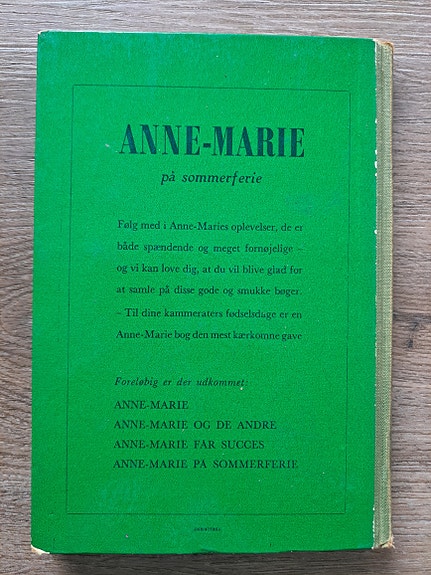 ANNE-MARIE
på sommerferie
Følg med i Anne-Maries oplevelser, de er
både spændende og meget fornøjelige –
og vi kan love dig, at du vil blive glad for
at samle på disse gode og smukke bøger.
– Til dine kammeraters fødselsdage er en
Anne-Marie bog den mest kærkomne gave
Foreløbig er der udkommet:
ANNE-MARIE
ANNE-MARIE OG DE ANDRE
ANNE-MARIE FÅR SUCCES
ANNE-MARIE PÅ SOMMERFERIE